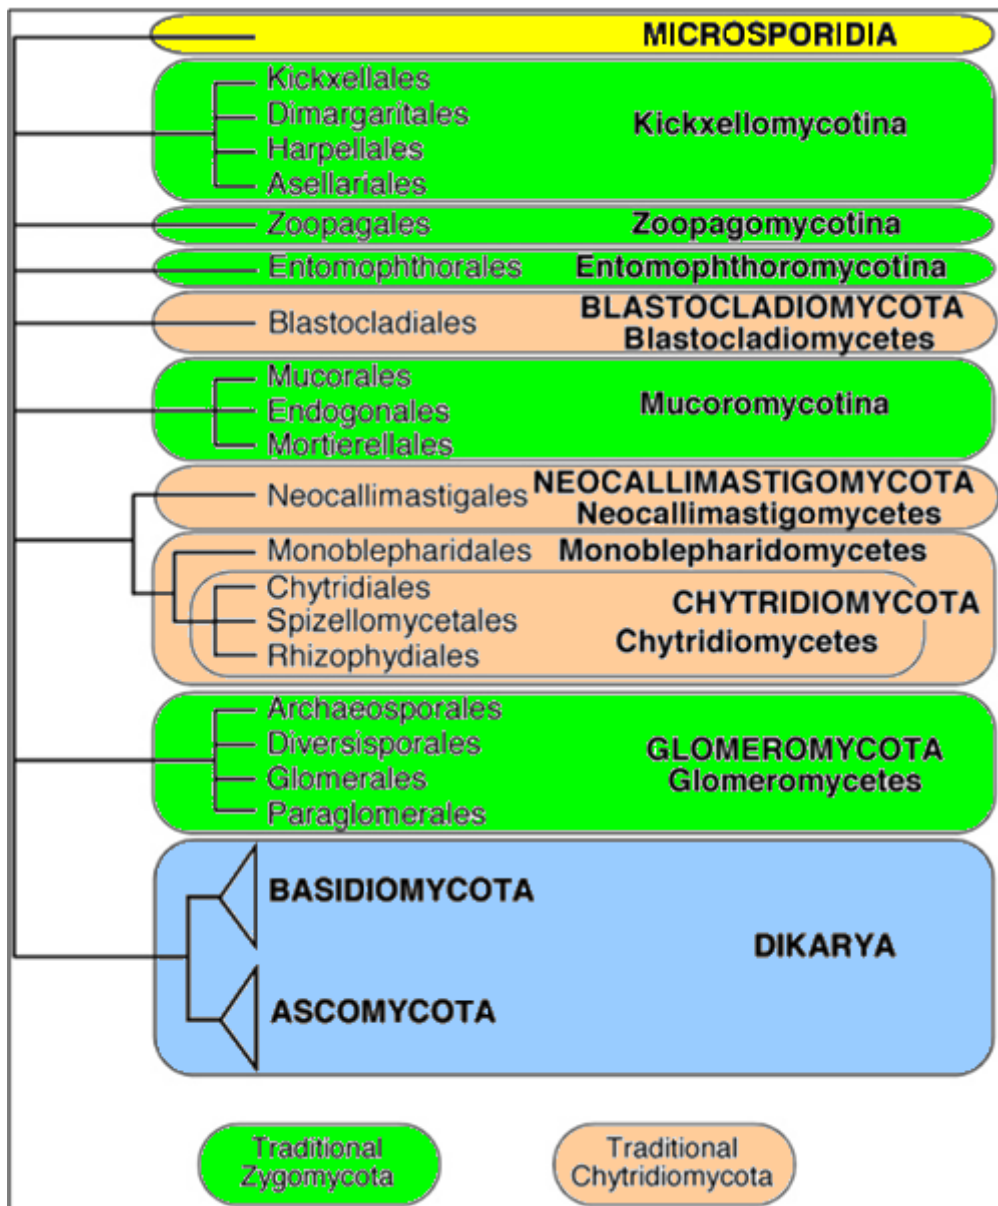 MICROSPORIDIA
Kickxellales
Dimargaritales
Harpellales
Asellariales
Kickxellomycotina
Zoopagales Zoopagomycotina
Entomophthorales Entomophthoromycotina
Blastocladiales
BLASTOCLADIOMYCOTA
Blastocladiomycetes
Mucorales
Endogonales
Mortierellales
Mucoromycotina
Neocallimastigales
NEOCALLIMASTIGOMYCOTA
Neocallimastigomycetes
Monoblepharidales Monoblepharidomycetes
Chytridiales
Spizellomycetales
Rhizophydiales
CHYTRIDIOMYCOTA
Chytridiomycetes
Archaeosporales
Diversisporales
Glomerales
Paraglomerales
GLOMEROMYCOTA
Glomeromycetes
BASIDIOMYCOTA
ASCOMYCOTA
DIKARYA
Traditional
Zygomycota
Traditional
Chytridiomycota